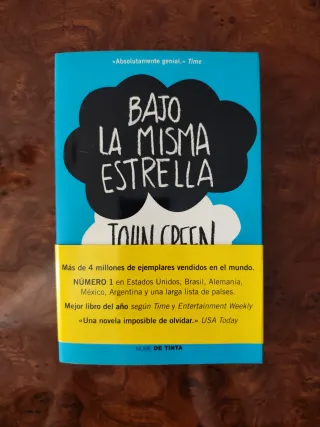 «Absolutamente genial.» Time
BAJO
LA MISMA
ESTRELLA
JOHN GREEN
Más de 4 millones de ejemplares vendidos en el mundo.
NÚMERO 1 en Estados Unidos, Brasil, Alemania,
México, Argentina y una larga lista de países.
Mejor libro del año según Time y Entertainment Weekly
«Una novela imposible de olvidar.» USA Today
NUBE DE TINTA